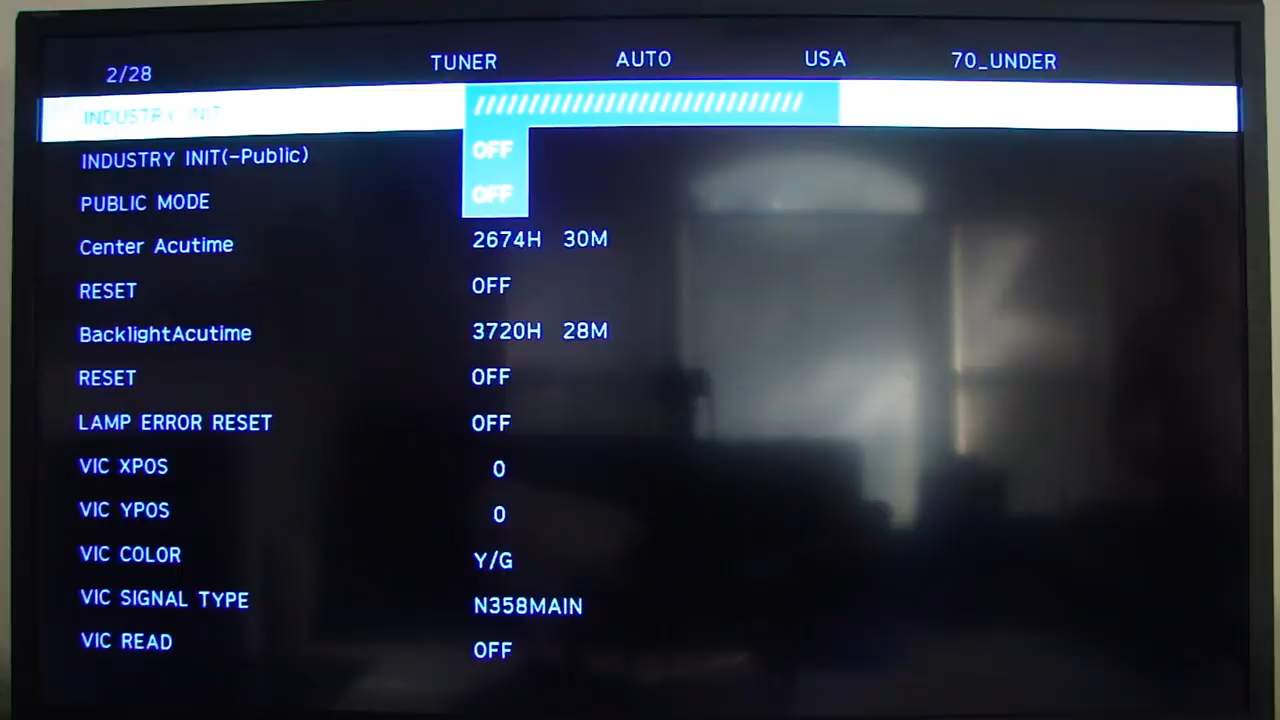 2/28 TUNER AUTO USA 70_UNDER
INDUSTRY INIT ////////////////////////////////
INDUSTRY INIT(-Public) OFF
PUBLIC MODE OFF
Center Acutime 2674H 30M
RESET OFF
BacklightAcutime 3720H 28M
RESET OFF
LAMP ERROR RESET OFF
VIC XPOS 0
VIC YPOS 0
VIC COLOR Y/G
VIC SIGNAL TYPE N358MAIN
VIC READ OFF